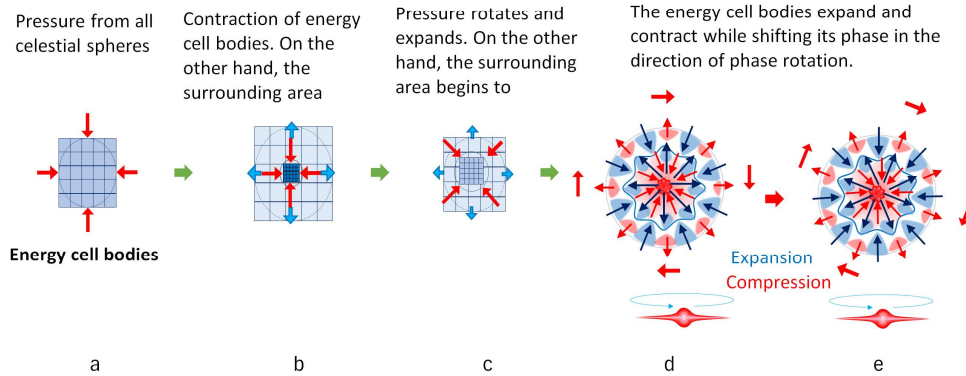 Pressure from all
celestial spheres
Contraction of energy
cell bodies. On the
other hand, the
surrounding area
Pressure rotates and
expands. On the other
hand, the surrounding
area begins to
The energy cell bodies expand and
contract while shifting its phase in the
direction of phase rotation.
Energy cell bodies
Expansion
Compression
a
b
c
d
e